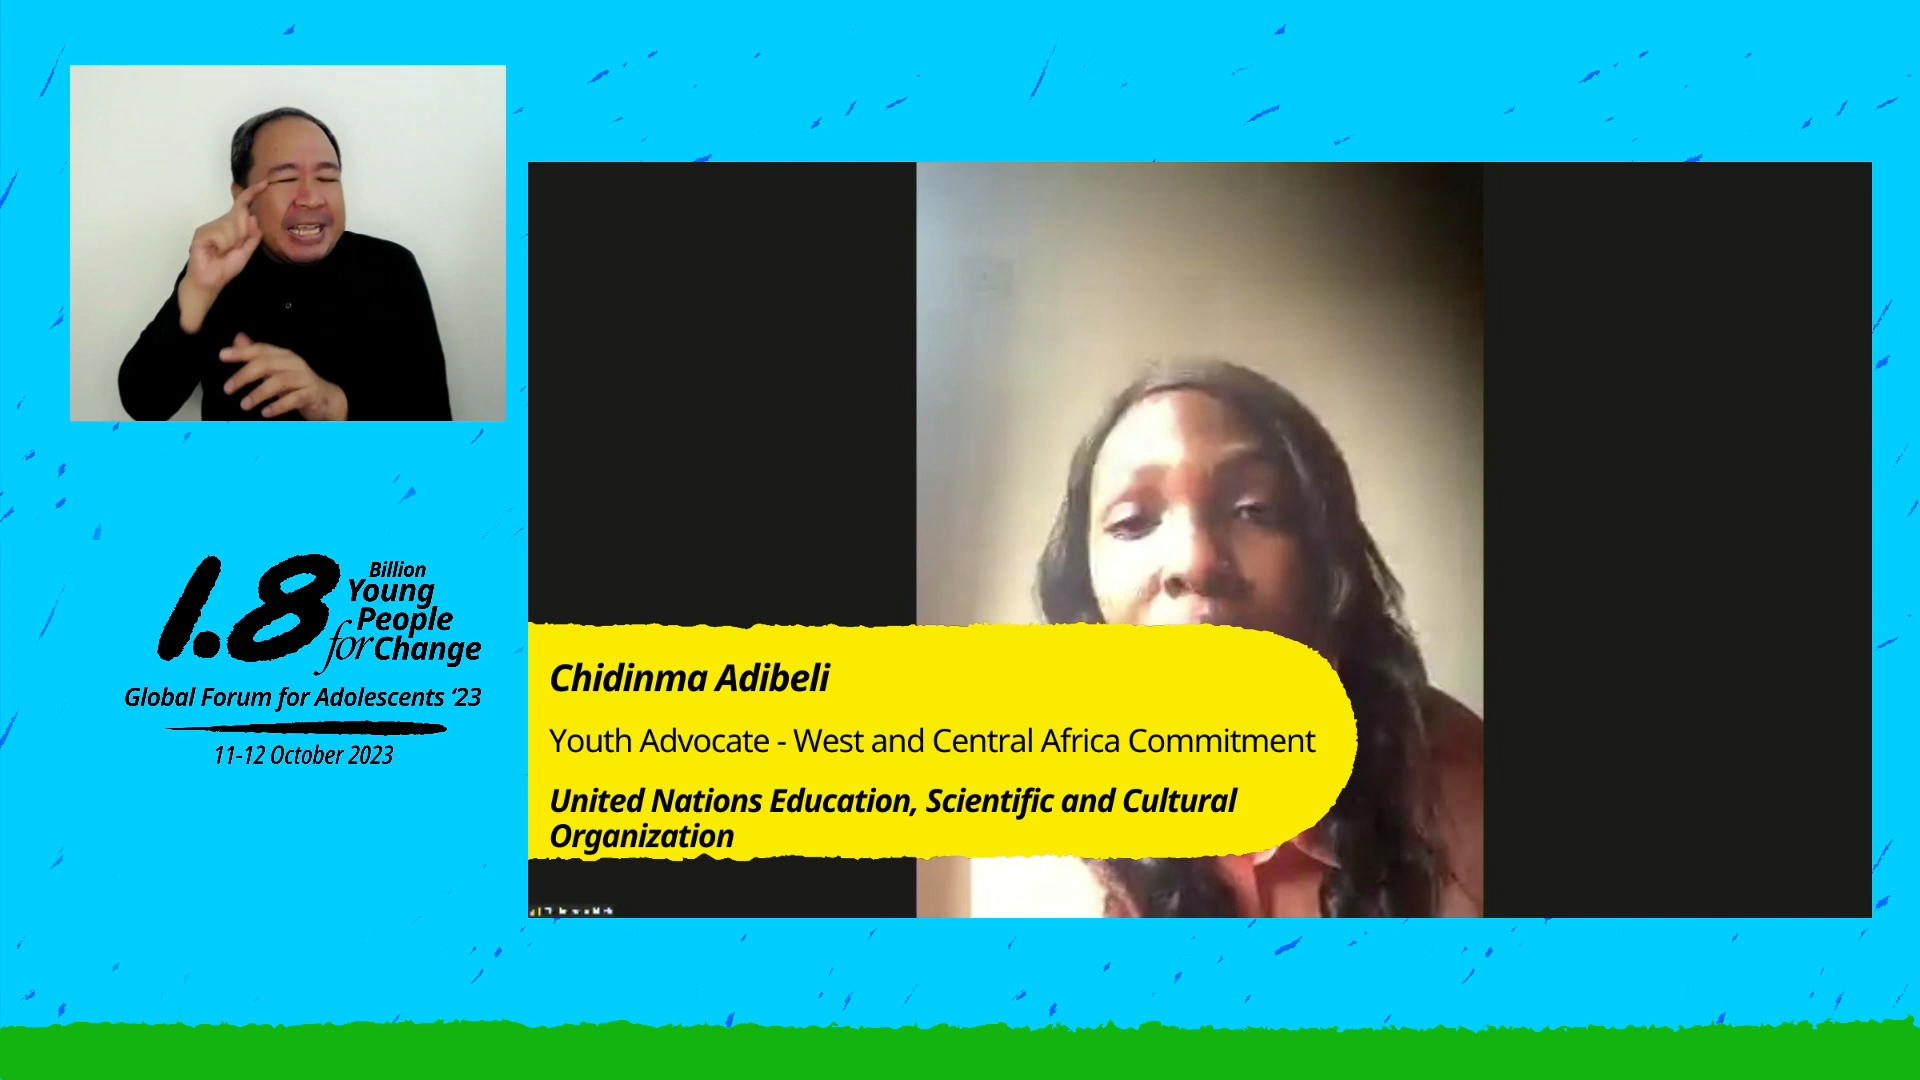 1.8 Billion
Young
People
for Change
Global Forum for Adolescents ‘23
11-12 October 2023
Chidinma Adibeli
Youth Advocate - West and Central Africa Commitment
United Nations Education, Scientific and Cultural
Organization